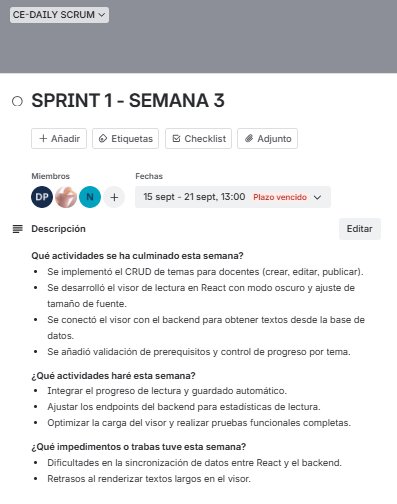 CE-DAILY SCRUM
SPRINT 1 - SEMANA 3
+ Añadir
Etiquetas
Checklist
Adjunto
Miembros
Fechas
DP
N
+
15 sept - 21 sept, 13:00 Plazo vencido
Descripción
Editar
Qué actividades se ha culminado esta semana?
• Se implementó el CRUD de temas para docentes (crear, editar, publicar).
• Se desarrolló el visor de lectura en React con modo oscuro y ajuste de
tamaño de fuente.
• Se conectó el visor con el backend para obtener textos desde la base de
datos.
• Se añadió validación de prerequisitos y control de progreso por tema.
¿Qué actividades haré esta semana?
• Integrar el progreso de lectura y guardado automático.
• Ajustar los endpoints del backend para estadísticas de lectura.
• Optimizar la carga del visor y realizar pruebas funcionales completas.
¿Qué impedimentos o trabas tuve esta semana?
• Dificultades en la sincronización de datos entre React y el backend.
• Retrasos al renderizar textos largos en el visor.